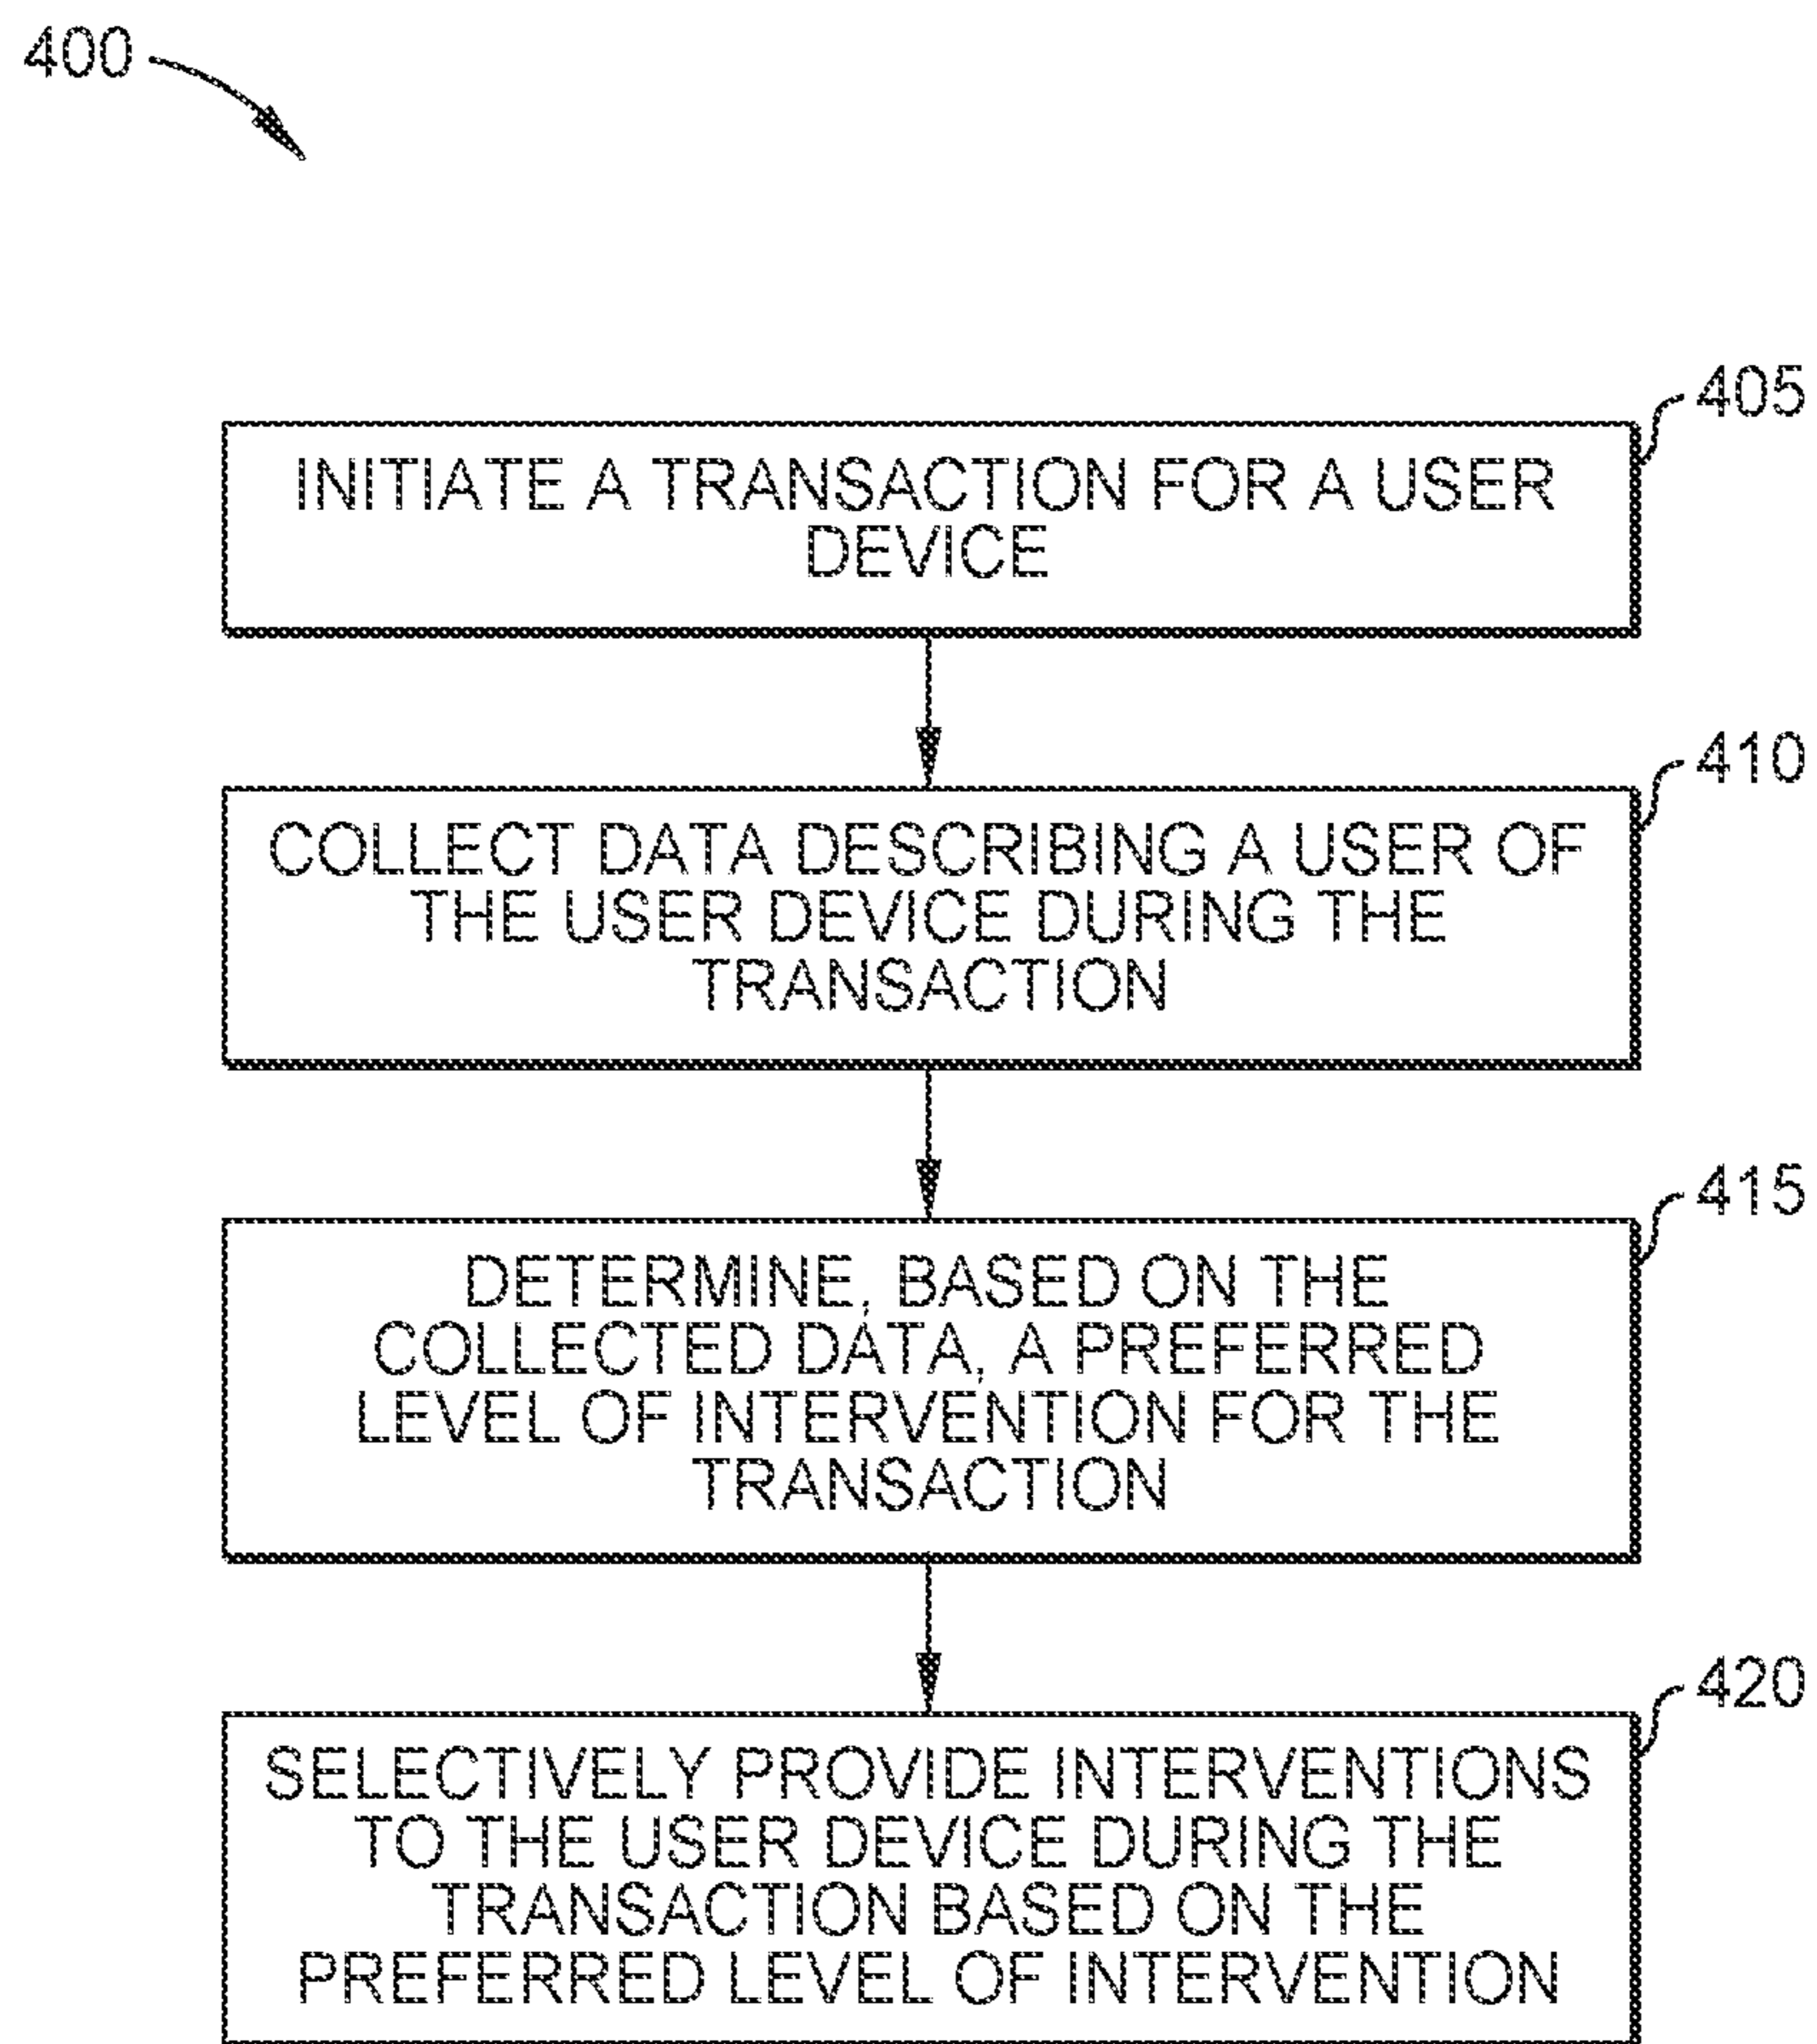 400
405
INITIATE A TRANSACTION FOR A USER
DEVICE
410
COLLECT DATA DESCRIBING A USER OF
THE USER DEVICE DURING THE
TRANSACTION
415
DETERMINE, BASED ON THE
COLLECTED DATA, A PREFERRED
LEVEL OF INTERVENTION FOR THE
TRANSACTION
420
SELECTIVELY PROVIDE INTERVENTIONS
TO THE USER DEVICE DURING THE
TRANSACTION BASED ON THE
PREFERRED LEVEL OF INTERVENTION